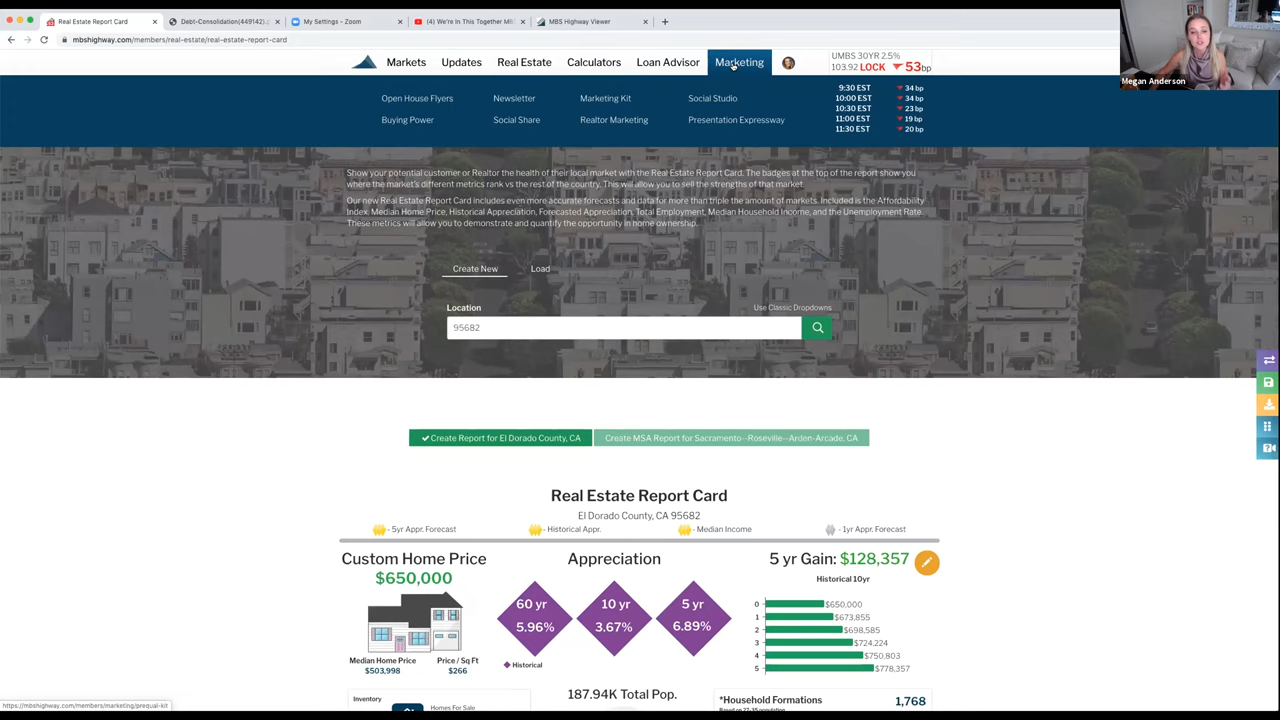 Real Estate Report Card
Debt-Consolidation(449142).p
My Settings - Zoom
(4) We're In This Together MB
MBS Highway Viewer
mbshighway.com/members/real-estate/real-estate-report-card
Megan Anderson
Markets Updates Real Estate Calculators Loan Advisor Marketing
UMBS 30YR 2.5%
103.92 LOCK 53bp
Open House Flyers Newsletter Marketing Kit Social Studio
Buying Power Social Share Realtor Marketing Presentation Expressway
9:30 EST 34 bp
10:00 EST 34 bp
10:30 EST 23 bp
11:00 EST 19 bp
11:30 EST 20 bp
Show your potential customer or Realtor the health of their local market with the Real Estate Report Card. The badges at the top of the report show you
where the market's different metrics rank vs the rest of the country. This will allow you to sell the strengths of that market.
Our new Real Estate Report Card includes even more accurate forecasts and data for more than triple the amount of markets. Included is the Affordability
Index, Median Home Price, Historical Appreciation, Forecasted Appreciation, Total Employment, Median Household Income, and the Unemployment Rate.
These metrics will allow you to demonstrate and quantify the opportunity in home ownership.
Create New Load
Location Use Classic Dropdowns
95682
Create Report for El Dorado County, CA Create MSA Report for Sacramento--Roseville--Arden-Arcade, CA
Real Estate Report Card
El Dorado County, CA 95682
- 5yr Appr. Forecast - Historical Appr. - Median Income - 1yr Appr. Forecast
Custom Home Price
$650,000
Median Home Price Price / Sq Ft
$503,998 $266
Appreciation
60 yr 10 yr 5 yr
5.96% 3.67% 6.89%
Historical
5 yr Gain: $128,357
Historical 10yr
0 $650,000
1 $673,855
2 $698,585
3 $724,224
4 $750,803
5 $778,357
Inventory
Homes For Sale
187.94K Total Pop.
*Household Formations 1,768
https://mbshighway.com/members/marketing/prequal-kit